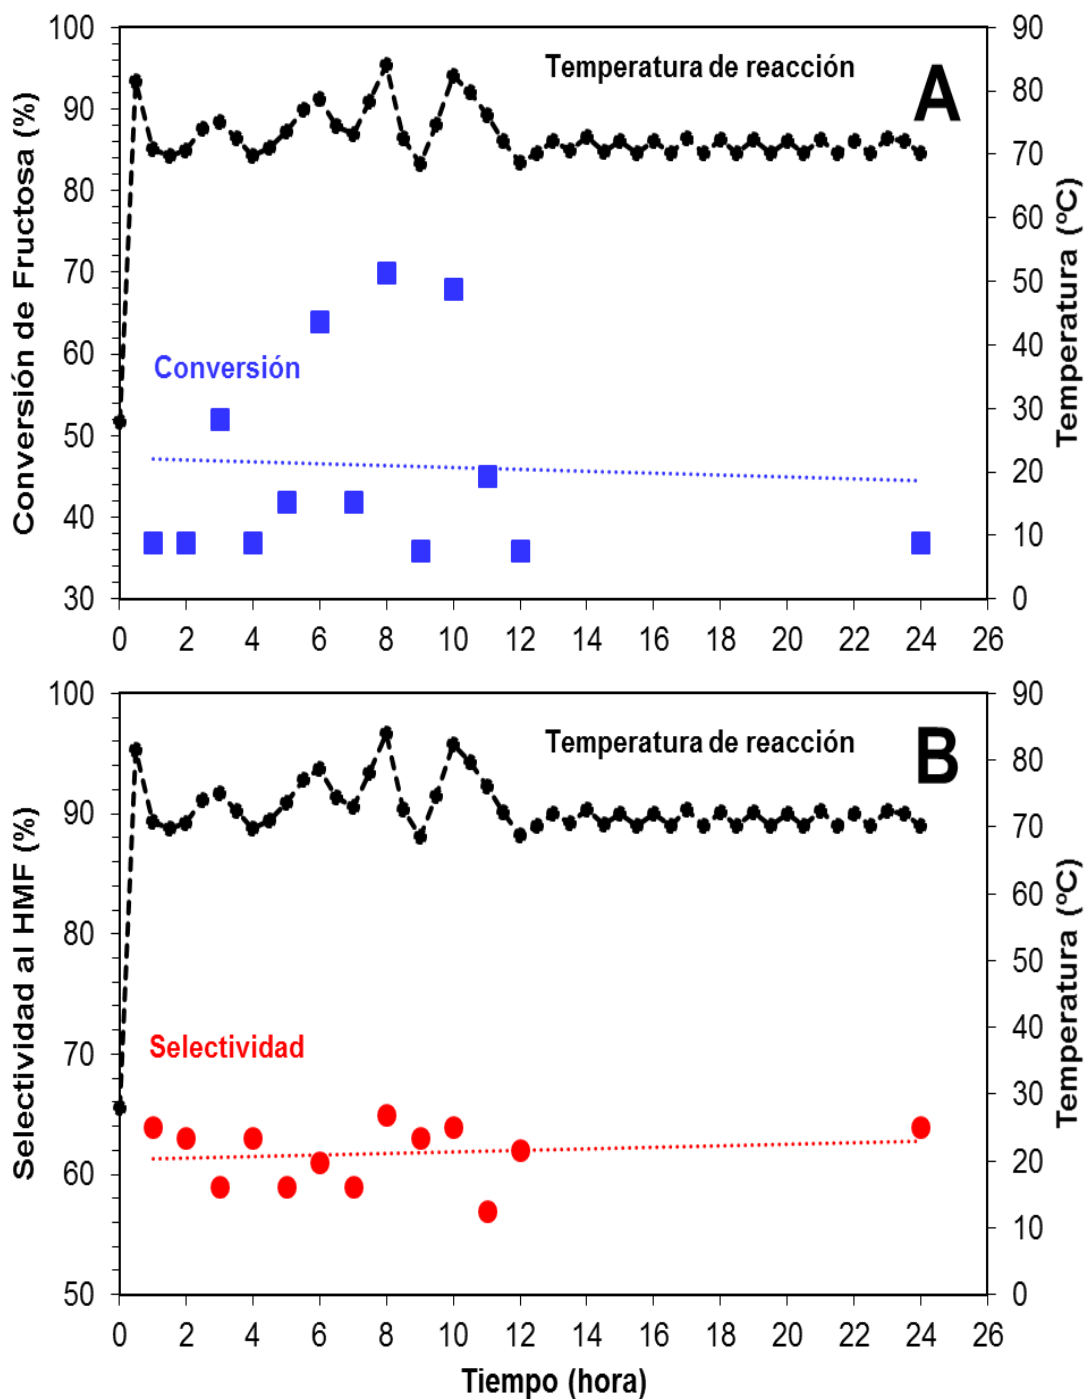 100
90
80
70
60
50
40
30
Conversión de Fructosa (%)
Temperatura de reacción
A
Conversión
90
80
70
60
50
40
30
20
10
0
Temperatura (ºC)
0 2 4 6 8 10 12 14 16 18 20 22 24 26
100
90
80
70
60
50
Selectividad al HMF (%)
Temperatura de reacción
B
Selectividad
90
80
70
60
50
40
30
20
10
0
Temperatura (ºC)
0 2 4 6 8 10 12 14 16 18 20 22 24 26
Tiempo (hora)